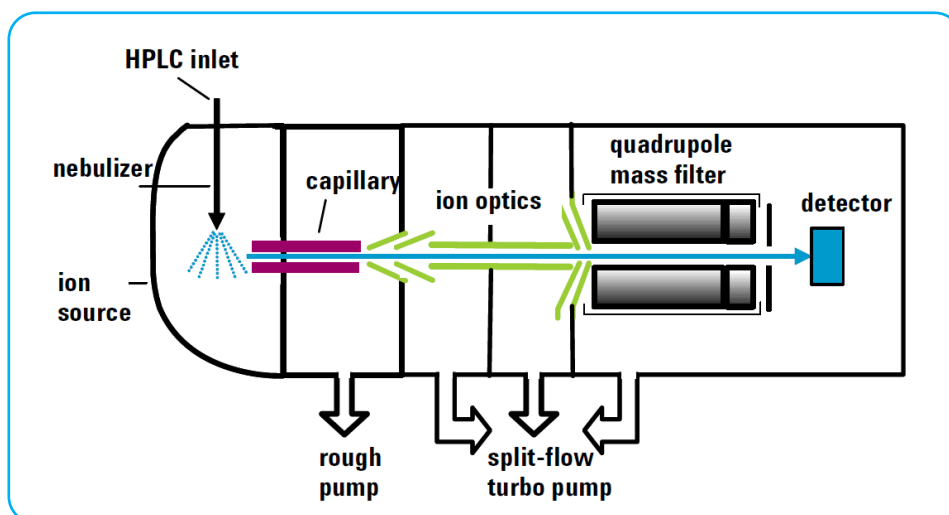 HPLC inlet
nebulizer
capillary
ion optics
quadrupole
mass filter
detector
ion
source
rough
pump
split-flow
turbo pump